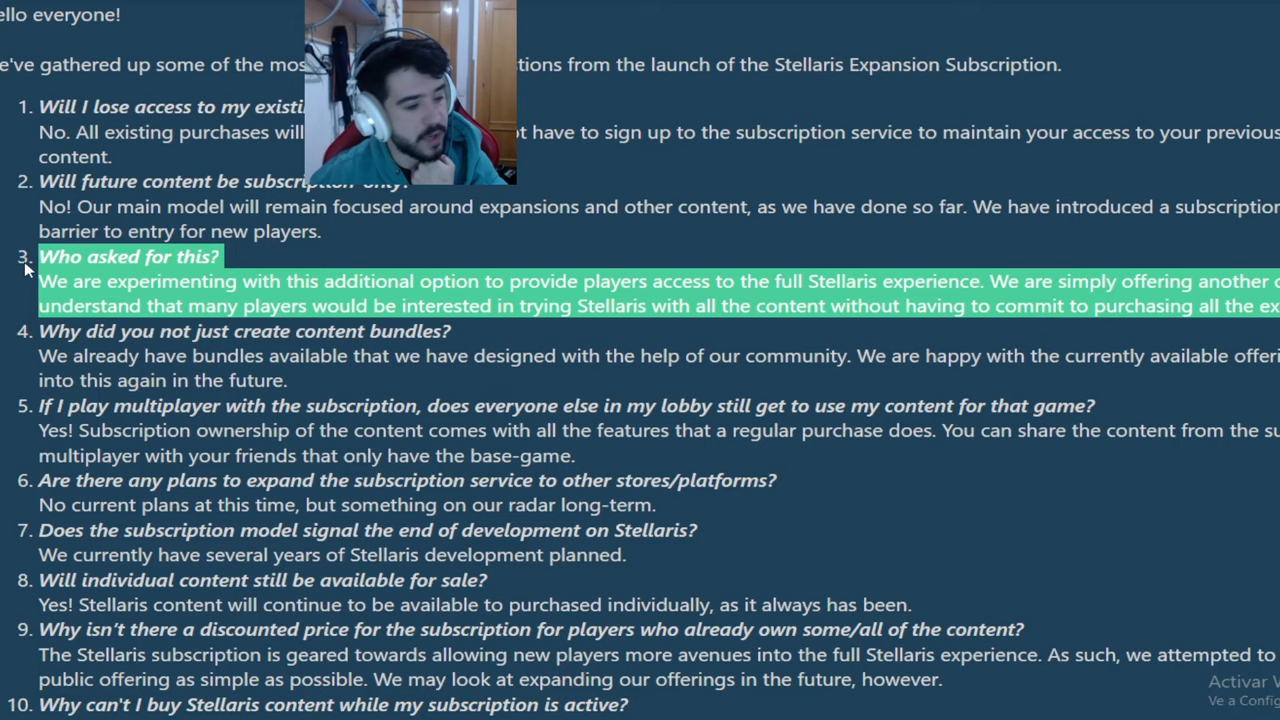 ello everyone!
e've gathered up some of the mos tions from the launch of the Stellaris Expansion Subscription.
1. Will I lose access to my existi
No. All existing purchases will t have to sign up to the subscription service to maintain your access to your previous
content.
2. Will future content be subscription-only?
No! Our main model will remain focused around expansions and other content, as we have done so far. We have introduced a subscription
barrier to entry for new players.
3. Who asked for this?
We are experimenting with this additional option to provide players access to the full Stellaris experience. We are simply offering another
understand that many players would be interested in trying Stellaris with all the content without having to commit to purchasing all the ex
4. Why did you not just create content bundles?
We already have bundles available that we have designed with the help of our community. We are happy with the currently available offeri
into this again in the future.
5. If I play multiplayer with the subscription, does everyone else in my lobby still get to use my content for that game?
Yes! Subscription ownership of the content comes with all the features that a regular purchase does. You can share the content from the su
multiplayer with your friends that only have the base-game.
6. Are there any plans to expand the subscription service to other stores/platforms?
No current plans at this time, but something on our radar long-term.
7. Does the subscription model signal the end of development on Stellaris?
We currently have several years of Stellaris development planned.
8. Will individual content still be available for sale?
Yes! Stellaris content will continue to be available to purchased individually, as it always has been.
9. Why isn't there a discounted price for the subscription for players who already own some/all of the content?
The Stellaris subscription is geared towards allowing new players more avenues into the full Stellaris experience. As such, we attempted to
public offering as simple as possible. We may look at expanding our offerings in the future, however.
Activar
Ve a Config
10. Why can't I buy Stellaris content while my subscription is active?